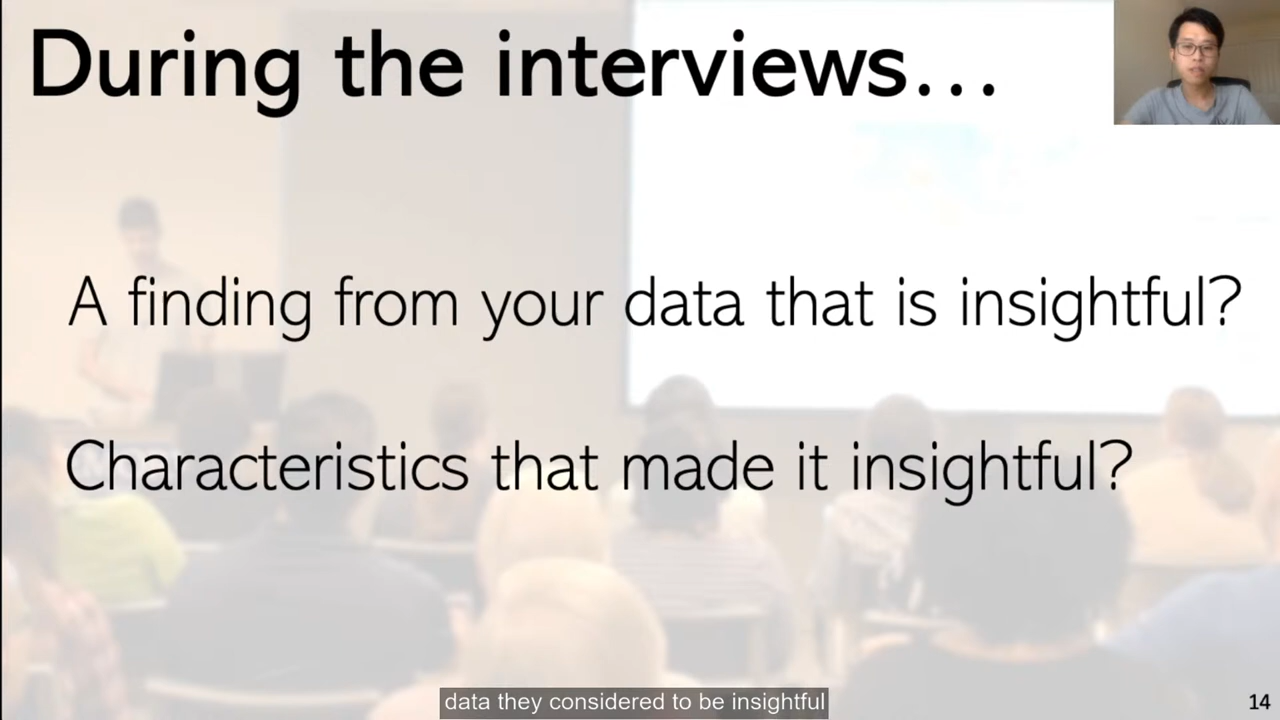 During the interviews...
A finding from your data that is insightful?
Characteristics that made it insightful?
data they considered to be insightful
14